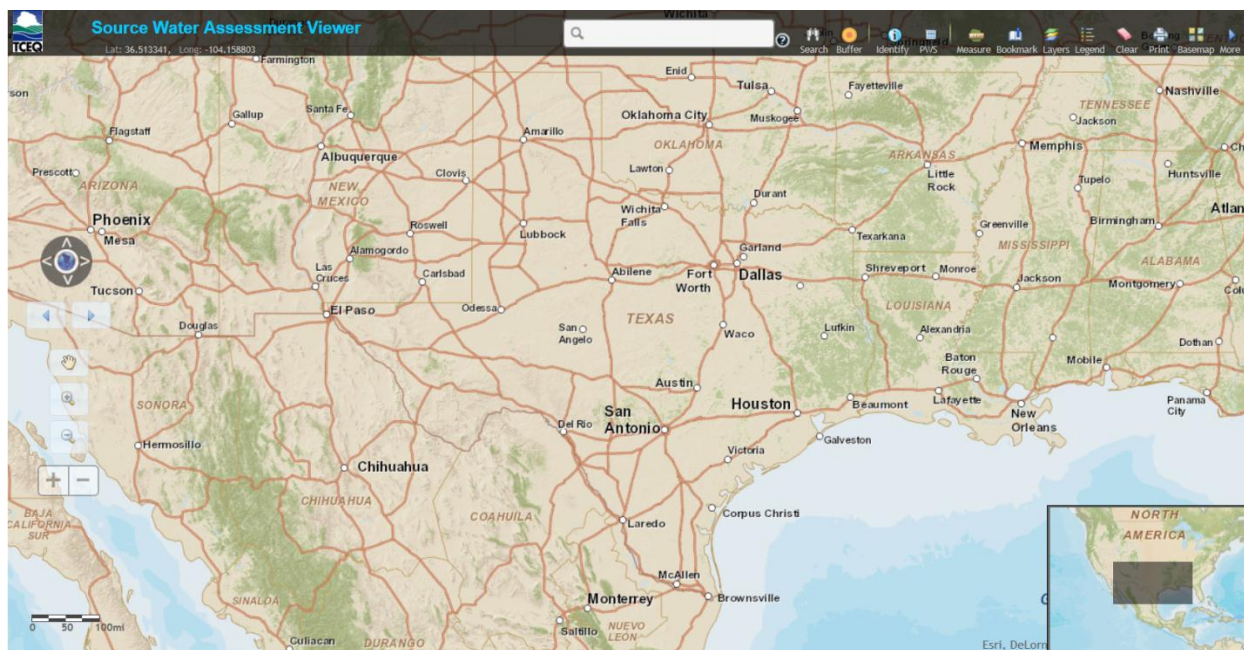 TCEQ
Source Water Assessment Viewer
Lat: 36.513341, Long: -104.158803
Wichita
Search Buffer Identify PWS Measure Bookmark Layers Legend Clear Print Basemap More
Farmington
Enid
Tulsa
Fayetteville
Nashville
TENNESSEE
Jackson
Gallup
Santa Fe
Oklahoma City
Muskogee
Flagstaff
Albuquerque
Amarillo
OKLAHOMA
ARKANSAS
Memphis
Prescott
ARIZONA
NEW
MEXICO
Clovis
Lawton
Little
Rock
Tupelo
Huntsville
Durant
Phoenix
Mesa
Roswell
Lubbock
Wichita
Falls
Texarkana
Greenville
Birmingham
Atlan
MISSISSIPPI
ALABAMA
Alamogordo
Las
Cruces
Carlsbad
Abilene
Garland
Fort
Worth
Dallas
Shreveport
Monroe
Jackson
Montgomery
Tucson
El Paso
Odessa
TEXAS
LOUISIANA
Douglas
San
Angelo
Waco
Lufkin
Alexandria
Dothan
Baton
Rouge
Mobile
Austin
SONORA
San
Antonio
Houston
Beaumont
Lafayette
New
Orleans
Panama
City
Del Rio
Galveston
Hermosillo
Chihuahua
Victoria
CHIHUAHUA
COAHUILA
Corpus Christi
Laredo
BAJA
CALIFORNIA
SUR
NORTH
AMERICA
McAllen
Brownsville
Monterrey
SINALOA
NUEVO
LEON
Saltillo
0 50 100mi
Culiacan
DURANGO
Esri, DeLorm